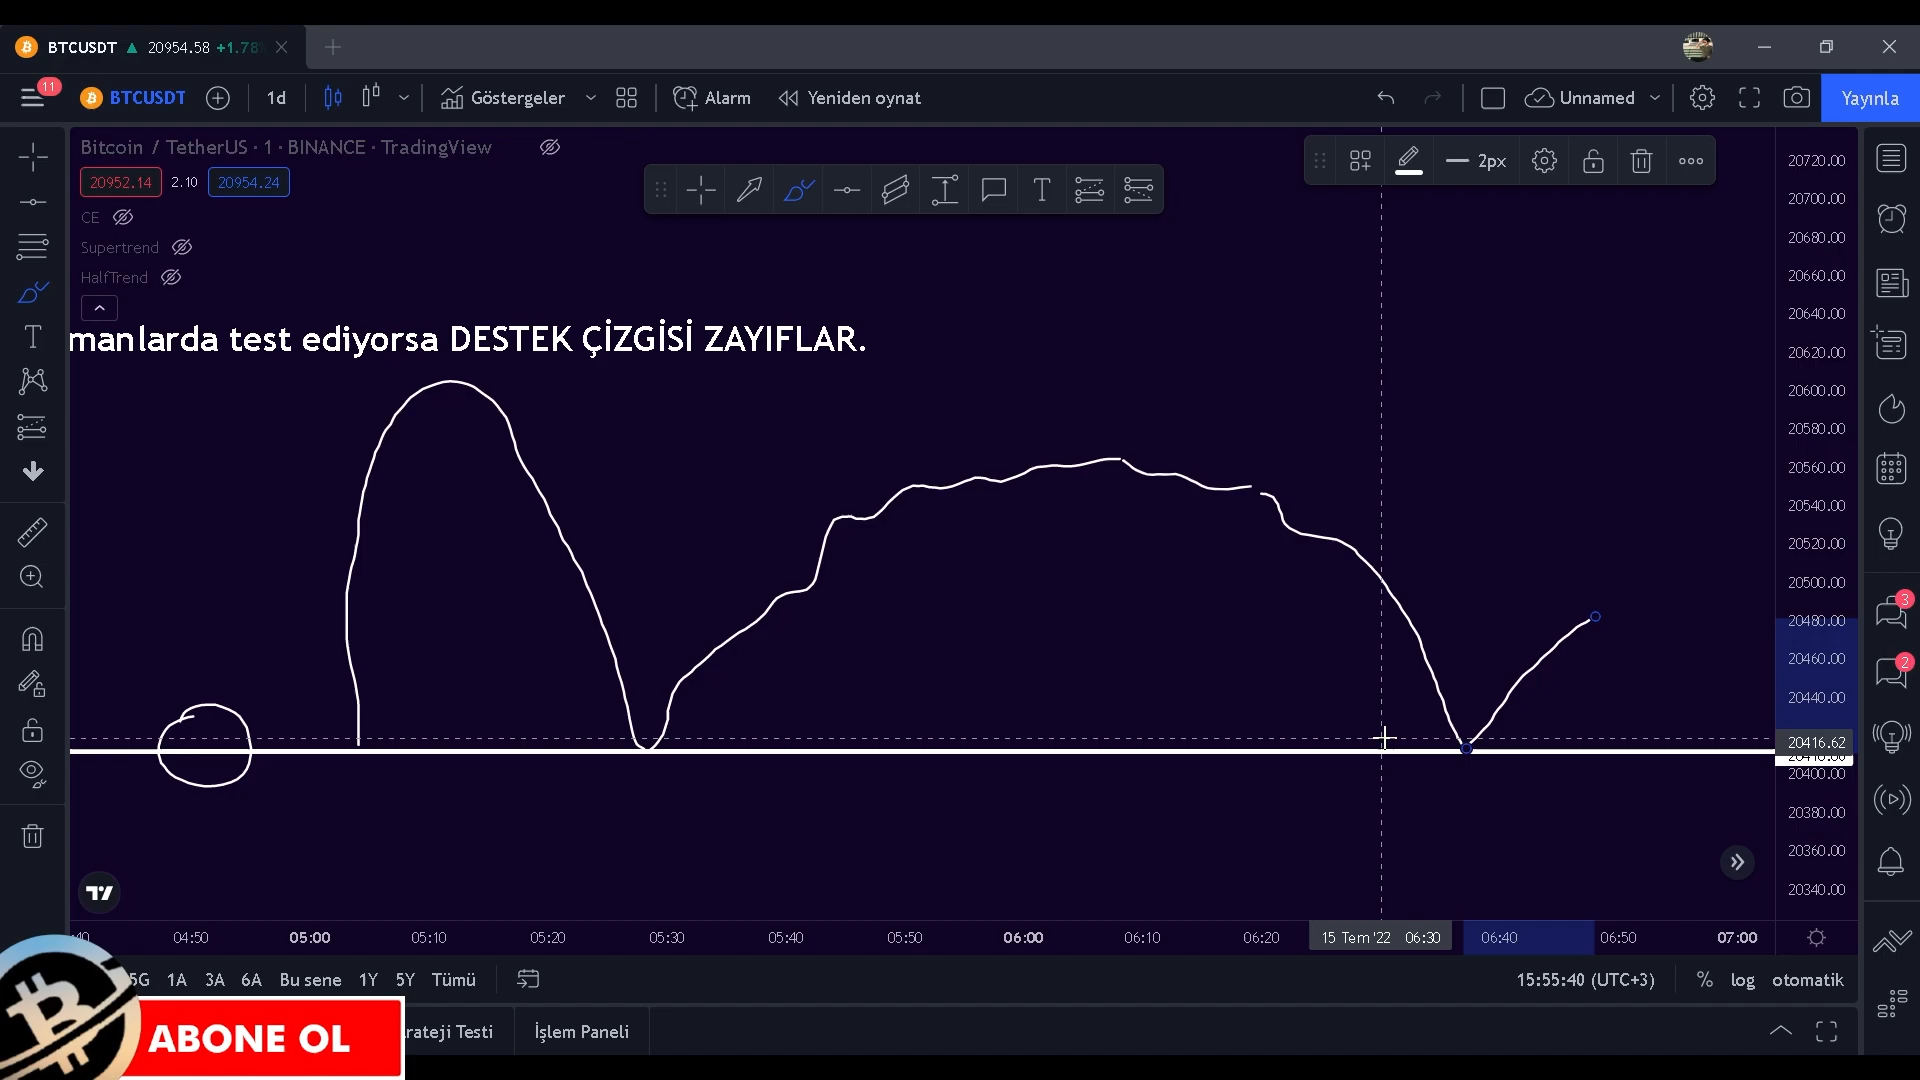 BTCUSDT ▲ 20954.58 +1.78
11
BTCUSDT 1d Göstergeler Alarm Yeniden oynat Unnamed Yayınla
Bitcoin / TetherUS · 1 · BINANCE · TradingView
20952.14 2.10 20954.24
CE
Supertrend
HalfTrend
2px
manlarda test ediyorsa DESTEK ÇİZGİSİ ZAYIFLAR.
20720.00
20700.00
20680.00
20660.00
20640.00
20620.00
20600.00
20580.00
20560.00
20540.00
20520.00
20500.00
20480.00
20460.00
20440.00
20416.62
20400.00
20380.00
20360.00
20340.00
3
2
:40 04:50 05:00 05:10 05:20 05:30 05:40 05:50 06:00 06:10 06:20 15 Tem '22 06:30 06:40 06:50 07:00
5G 1A 3A 6A Bu sene 1Y 5Y Tümü 15:55:40 (UTC+3) % log otomatik
rateji Testi İşlem Paneli
ABONE OL